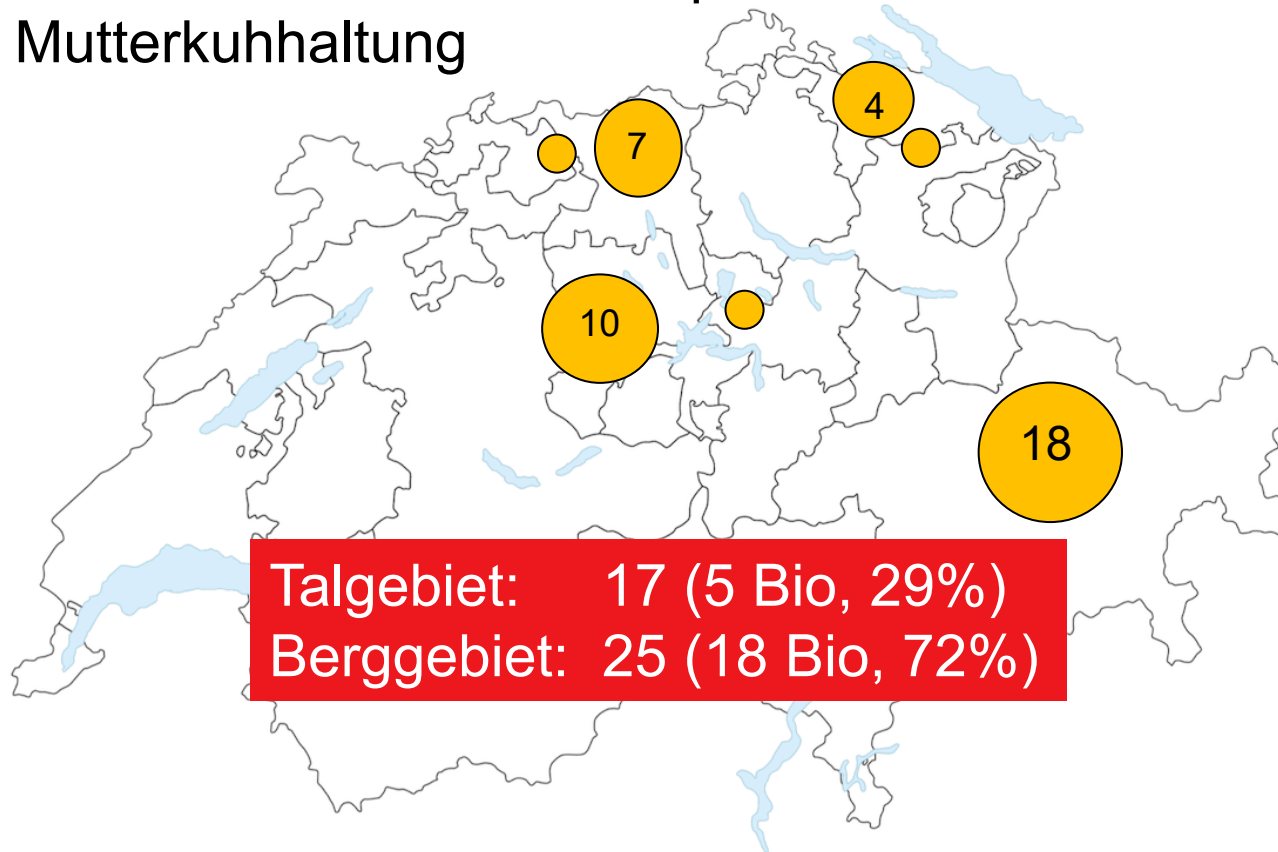 Mutterkuhhaltung
4
7
10
18
Talgebiet: 17 (5 Bio, 29%)
Berggebiet: 25 (18 Bio, 72%)